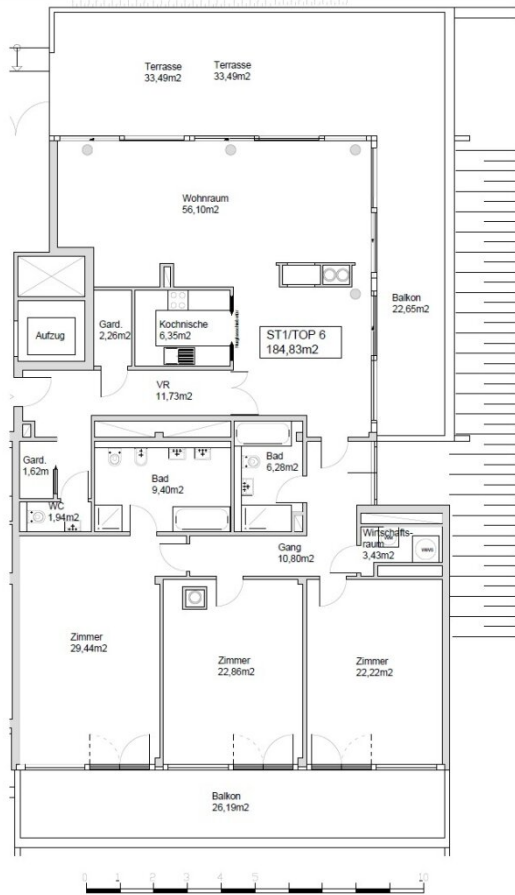 Terrasse
33,49m2
Terrasse
33,49m2
Wohnraum
56,10m2
Balkon
22,65m2
Aufzug
Gard.
2,26m2
Kochnische
6,35m2
ST1/TOP 6
184,83m2
VR
11,73m2
Gard.
1,62m
Bad
9,40m2
Bad
6,28m2
WC
1,94m2
Wirtschafts-
raum
3,43m2
Gang
10,80m2
Zimmer
29,44m2
Zimmer
22,86m2
Zimmer
22,22m2
Balkon
26,19m2
0 1 2 3 4 5 10